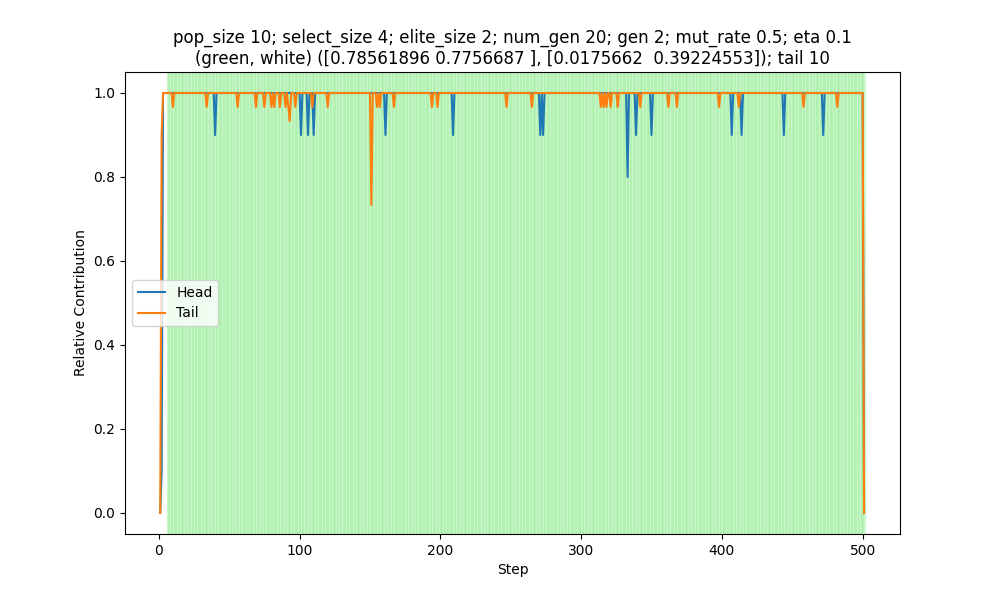 pop_size 10; select_size 4; elite_size 2; num_gen 20; gen 2; mut_rate 0.5; eta 0.1
(green, white) ([0.78561896 0.7756687 ], [0.0175662  0.39224553]); tail 10
1.0
0.8
0.6
0.4
0.2
0.0
Relative Contribution
Head
Tail
0
100
200
300
400
500
Step